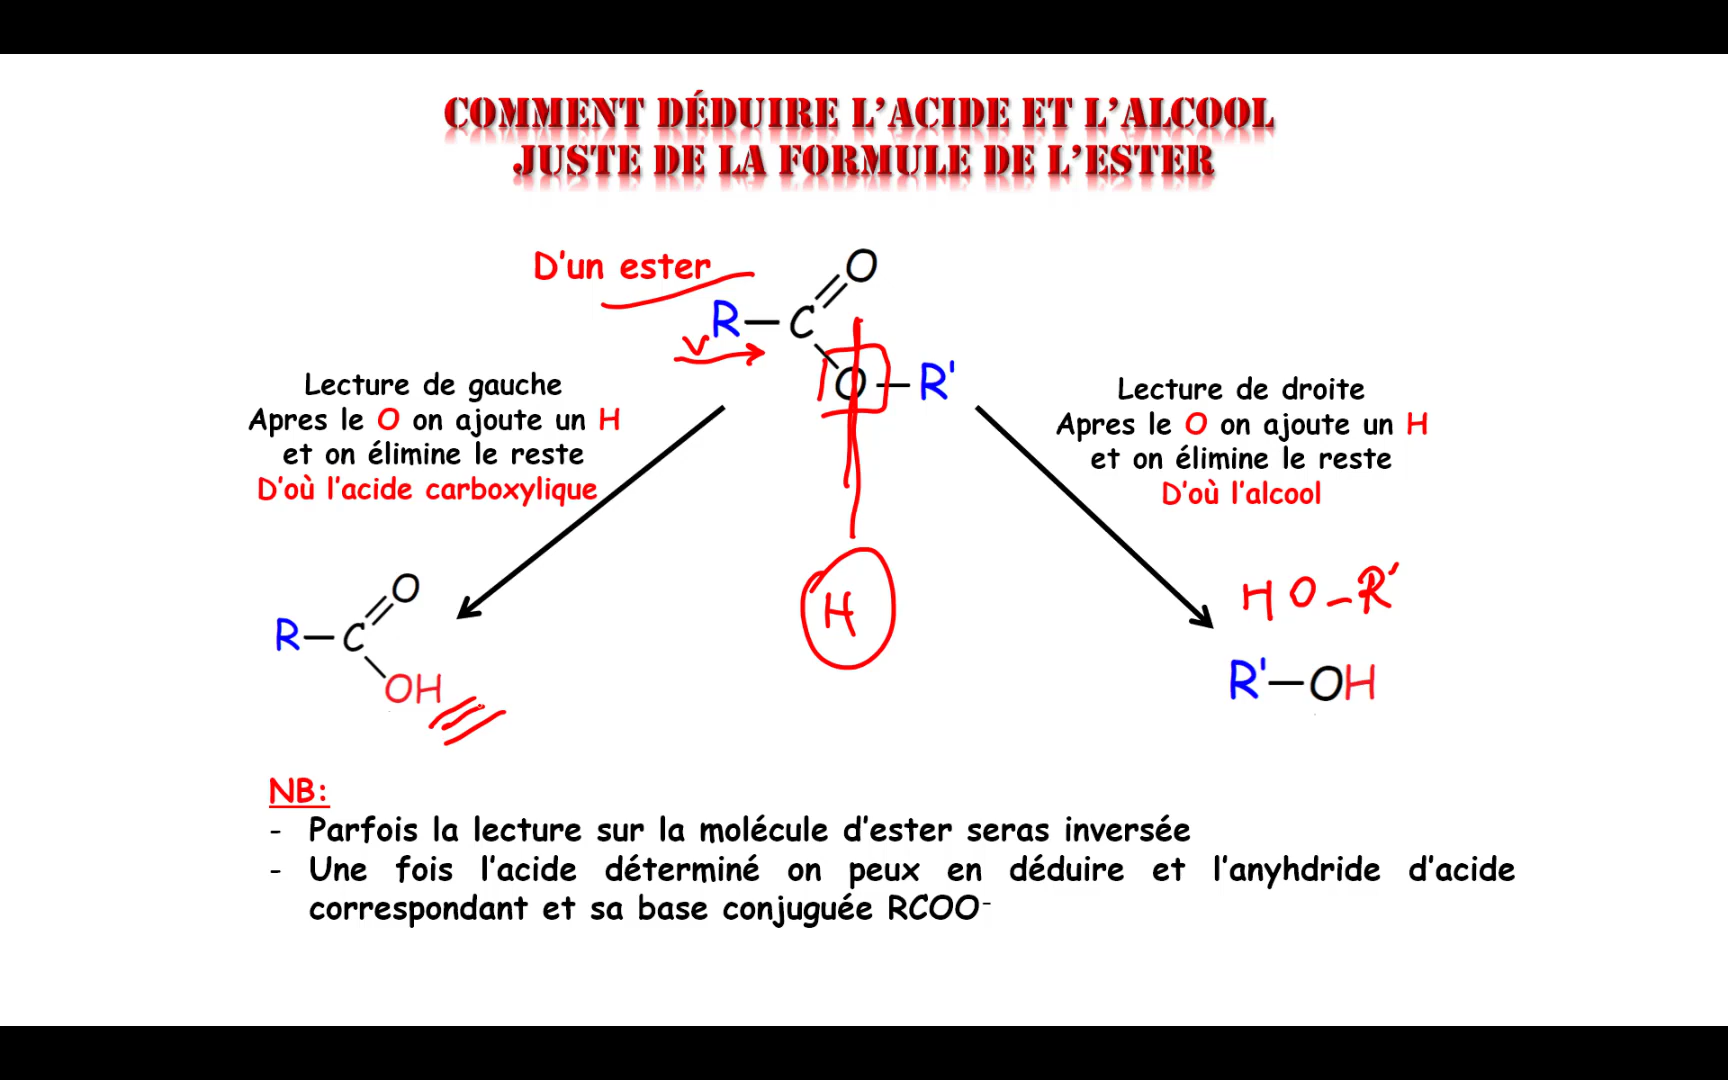 COMMENT DÉDUIRE L'ACIDE ET L'ALCOOL
JUSTE DE LA FORMULE DE L'ESTER
D'un ester
O
R
C
O
R'
Lecture de gauche
Apres le O on ajoute un H
et on élimine le reste
D'où l'acide carboxylique
Lecture de droite
Apres le O on ajoute un H
et on élimine le reste
D'où l'alcool
H
O
R-C
OH
HO-R'
R'-OH
NB:
- Parfois la lecture sur la molécule d'ester seras inversée
- Une fois l'acide déterminé on peux en déduire et l'anyhdride d'acide
correspondant et sa base conjuguée RCOO⁻